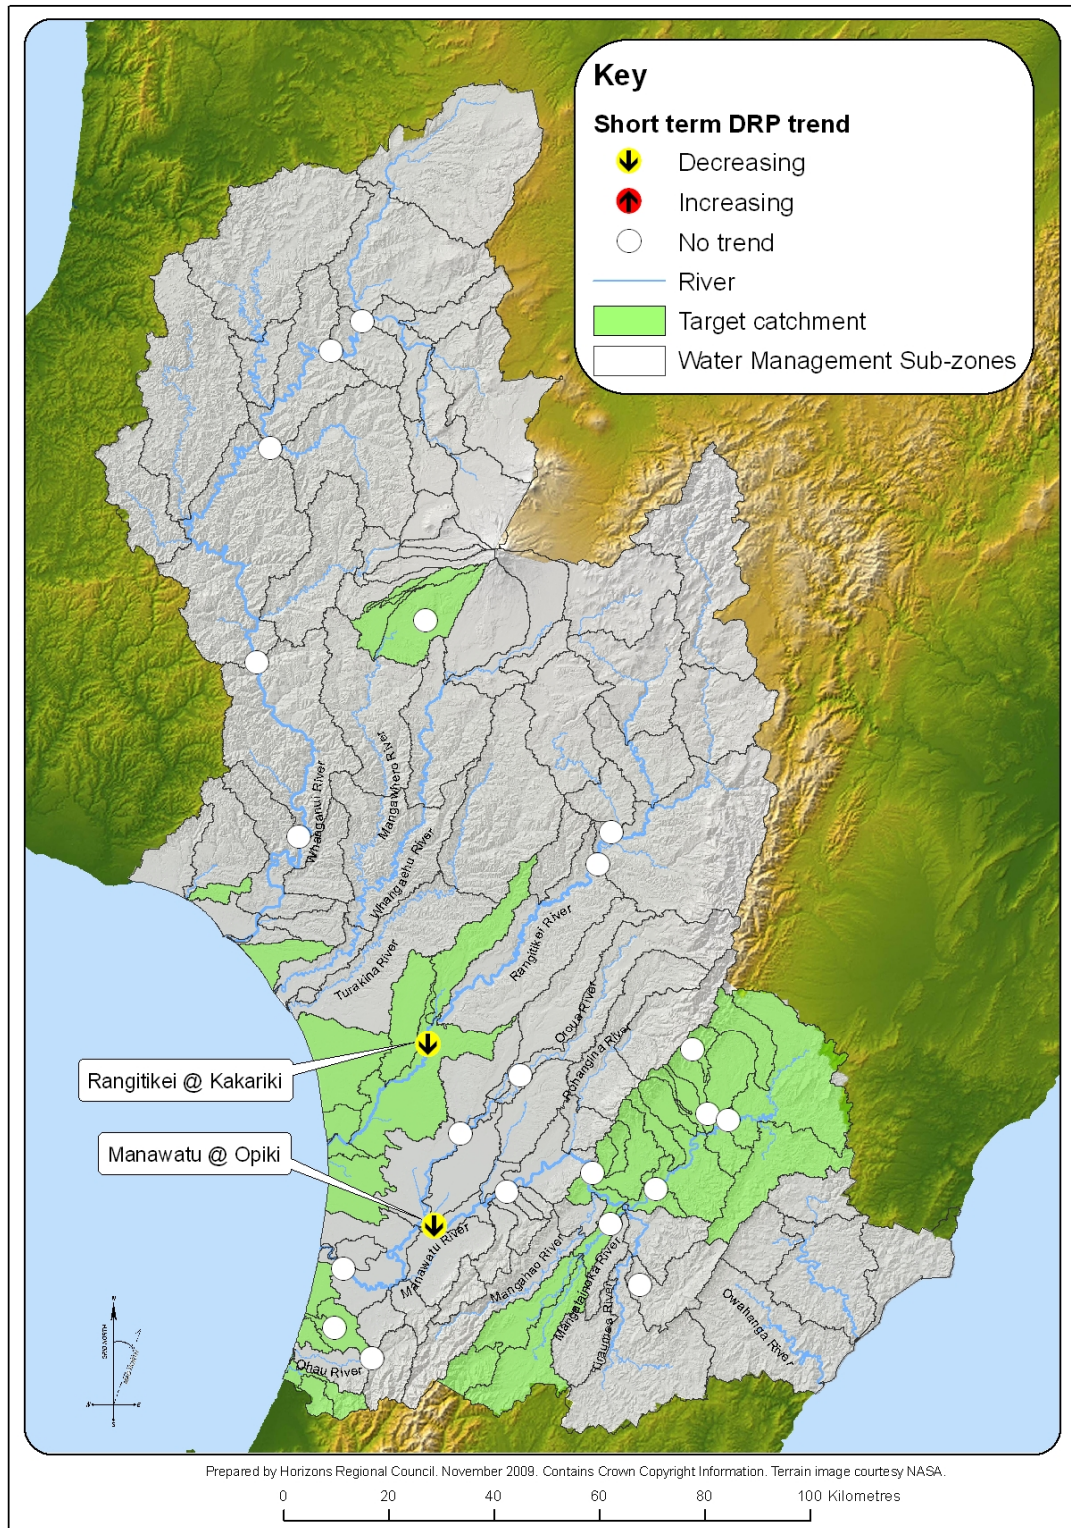 Key
Short term DRP trend
Decreasing
Increasing
No trend
River
Target catchment
Water Management Sub-zones
Whanganui River
Mangawhero River
Whangaehu River
Turakina River
Rangitikei River
Oroua River
Pohangina River
Rangitikei @ Kakariki
Manawatu @ Opiki
Manawatu River
Mangahao River
Mangatainoka River
Tiraumea River
Owahanga River
Ohau River
N
GRID NORTH
E
S
Prepared by Horizons Regional Council. November 2009. Contains Crown Copyright Information. Terrain image courtesy NASA.
0 20 40 60 80 100 Kilometres